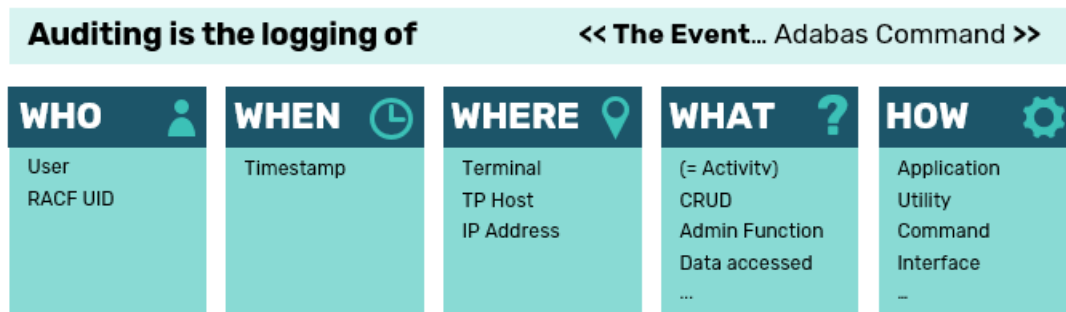 Auditing is the logging of << The Event... Adabas Command >>
WHO
User
RACF UID
WHEN
Timestamp
WHERE
Terminal
TP Host
IP Address
WHAT ?
(= Activity)
CRUD
Admin Function
Data accessed
...
HOW
Application
Utility
Command
Interface
...